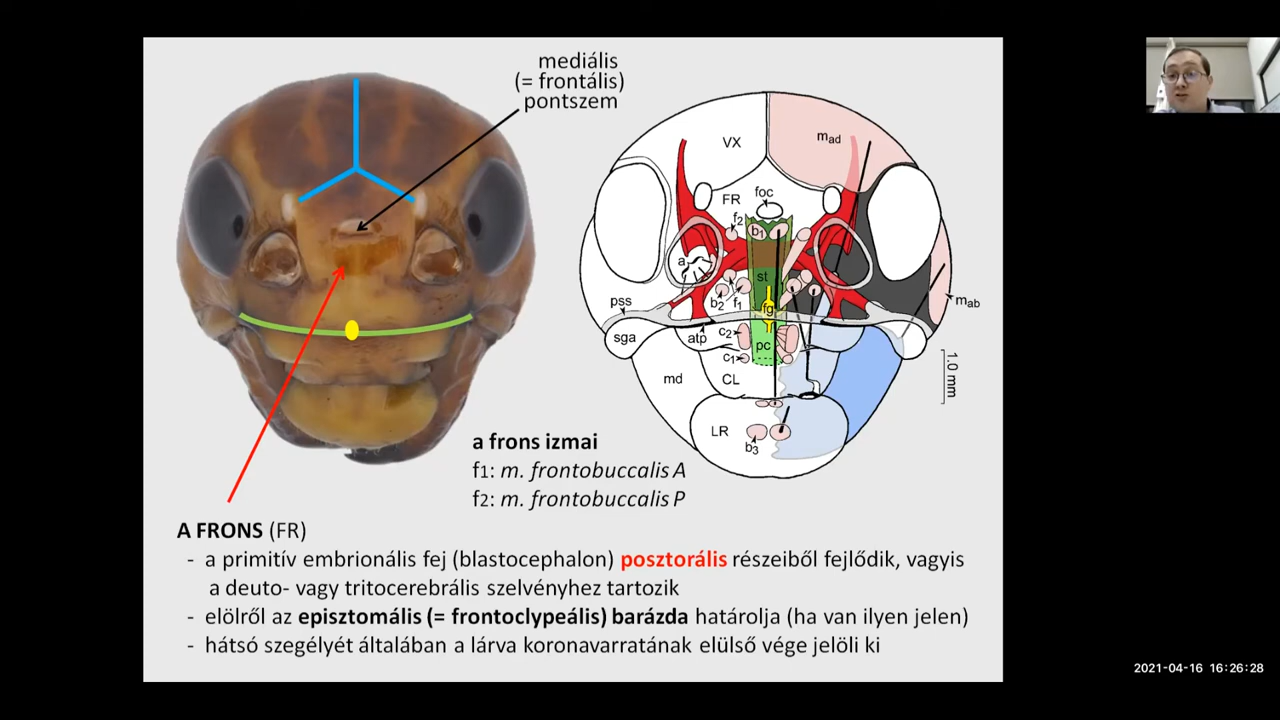 mediális
(= frontális)
pontszem
VX
m ad
FR
foc
f2
b1
a
st
b2
f1
fg
pss
m ab
sga
atp
c2
pc
c1
md
CL
1.0 mm
LR
b3
a frons izmai
f1: m. frontobuccalis A
f2: m. frontobuccalis P
A FRONS (FR)
- a primitív embrionális fej (blastocephalon) posztorális részeiből fejlődik, vagyis
a deuto- vagy tritocerebrális szelvényhez tartozik
- elölről az episztomális (= frontoclypeális) barázda határolja (ha van ilyen jelen)
- hátsó szegélyét általában a lárva koronavarratának elülső vége jelöli ki
2021-04-16 16:26:28